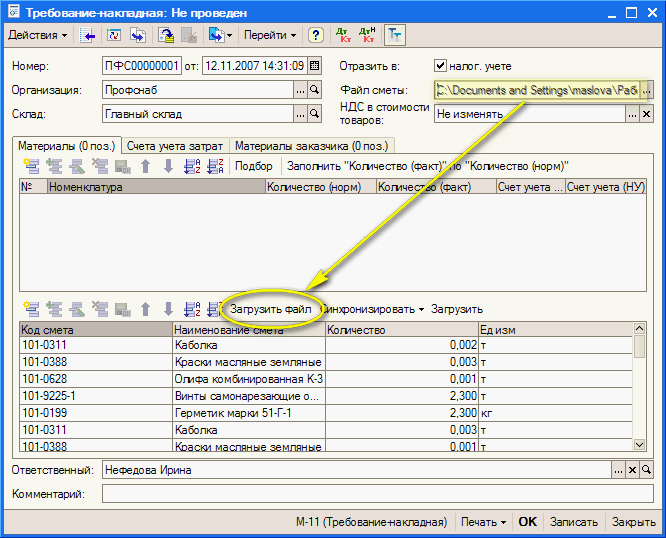 Требование-накладная: Не проведен
Действия Перейти ? Дт Кт Дт Н Кт Тт
Номер: ПФС00000001 от: 12.11.2007 14:31:09 Отразить в: налог. учете
Организация: Профснаб ... Файл сметы: C:\Documents and Settings\maslova\Раб ...
Склад: Главный склад ... НДС в стоимости товаров: Не изменять ... x
Материалы (0 поз.) Счета учета затрат Материалы заказчика (0 поз.)
Подбор Заполнить "Количество (факт)" по "Количество (норм)"
№ Номенклатура Количество (норм) Количество (факт) Счет учета ... Счет учета (НУ)
Загрузить файл Синхронизировать Загрузить
Код смета Наименование смета Количество Ед изм
101-0311 Каболка 0,002 т
101-0388 Краски масляные земляные 0,003 т
101-0628 Олифа комбинированная К-3 0,001 т
101-9225-1 Винты самонарезающие о... 2,300 т
101-0199 Герметик марки 51-Г-1 2,300 кг
101-0311 Каболка 0,003 т
101-0388 Краски масляные земляные 0,001 т
Ответственный: Нефедова Ирина ... x
Комментарий:
М-11 (Требование-накладная) Печать OK Записать Закрыть